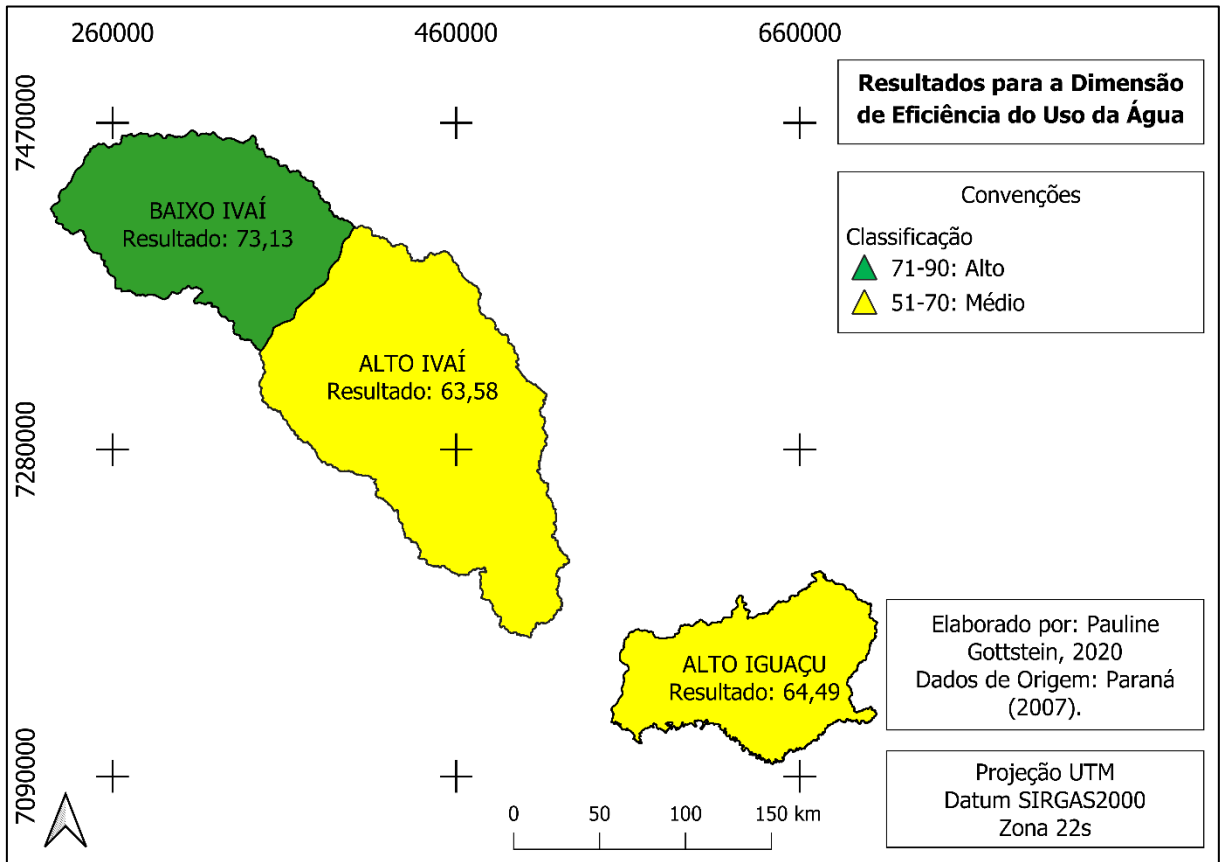 260000
460000
660000
7470000
7280000
7090000
Resultados para a Dimensão
de Eficiência do Uso da Água
Convenções
Classificação
71-90: Alto
51-70: Médio
BAIXO IVAÍ
Resultado: 73,13
ALTO IVAÍ
Resultado: 63,58
ALTO IGUAÇU
Resultado: 64,49
Elaborado por: Pauline
Gottstein, 2020
Dados de Origem: Paraná
(2007).
Projeção UTM
Datum SIRGAS2000
Zona 22s
0 50 100 150 km